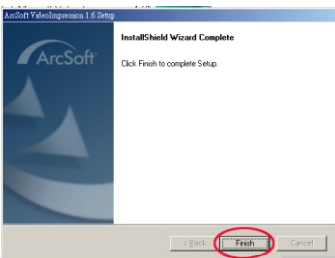 ArcSoft VideoImpression 1.6 Setup
InstallShield Wizard Complete
ArcSoft
Click Finish to complete Setup.
< Back
Finish
Cancel